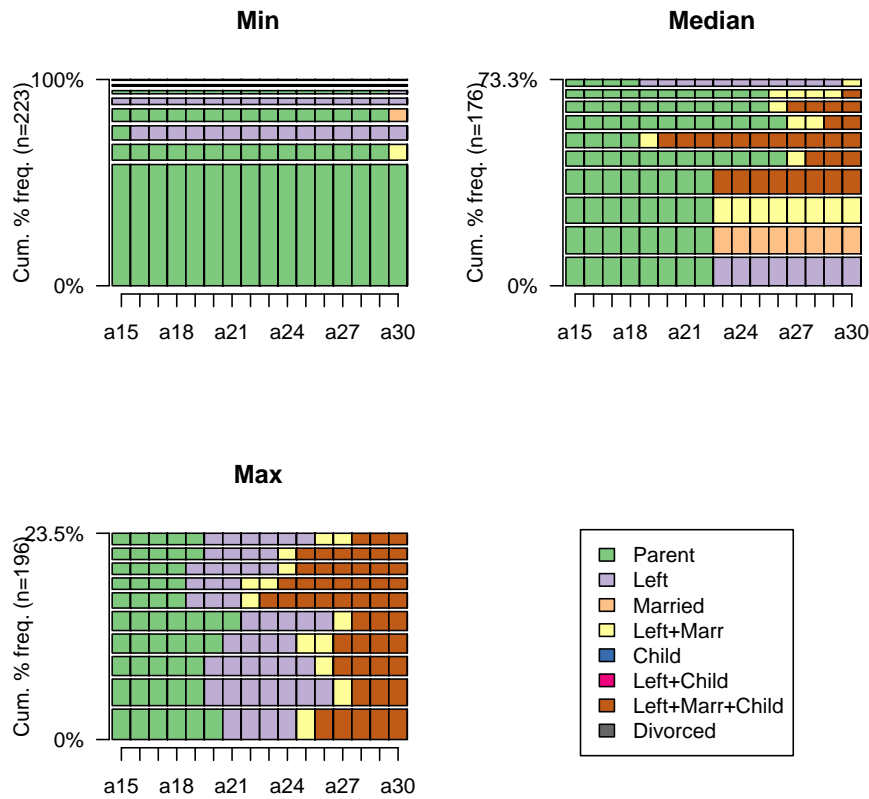 Min
Cum. % freq. (n=223)
100%
0%
a15 a18 a21 a24 a27 a30
Median
Cum. % freq. (n=176)
73.3%
0%
a15 a18 a21 a24 a27 a30
Max
Cum. % freq. (n=196)
23.5%
0%
a15 a18 a21 a24 a27 a30
Parent
Left
Married
Left+Marr
Child
Left+Child
Left+Marr+Child
Divorced